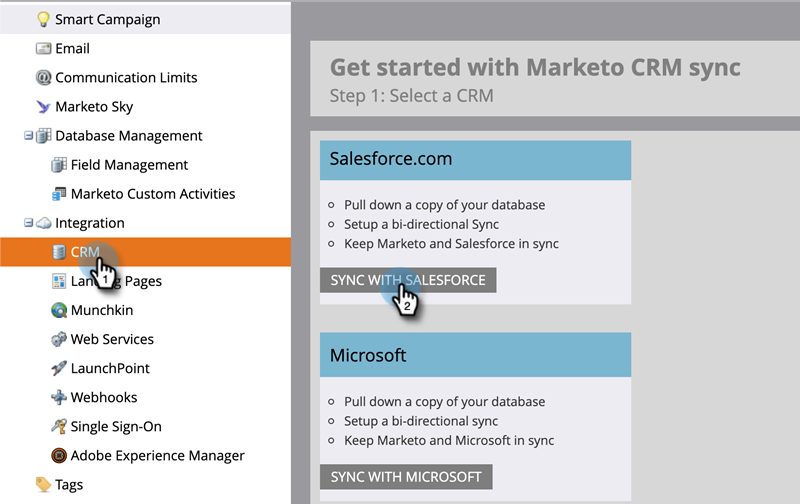 Smart Campaign
Email
Communication Limits
Marketo Sky
Database Management
Field Management
Marketo Custom Activities
Integration
CRM
1
Landing Pages
Munchkin
Web Services
LaunchPoint
Webhooks
Single Sign-On
Adobe Experience Manager
Tags
Get started with Marketo CRM sync
Step 1: Select a CRM
Salesforce.com
Pull down a copy of your database
Setup a bi-directional Sync
Keep Marketo and Salesforce in sync
SYNC WITH SALESFORCE
2
Microsoft
Pull down a copy of your database
Setup a bi-directional sync
Keep Marketo and Microsoft in sync
SYNC WITH MICROSOFT